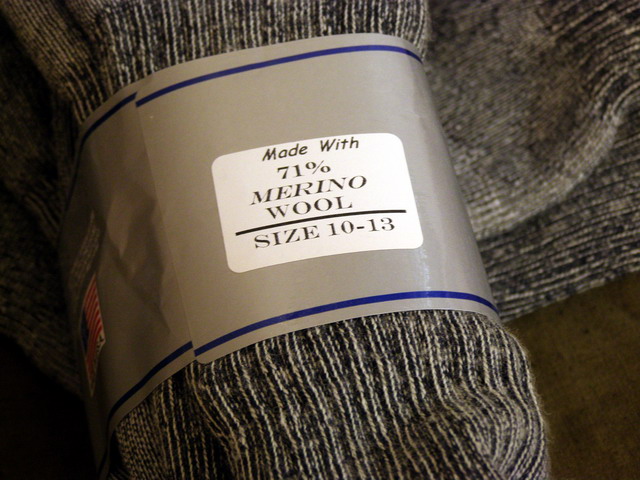 Made With
71%
MERINO
WOOL
SIZE 10-13